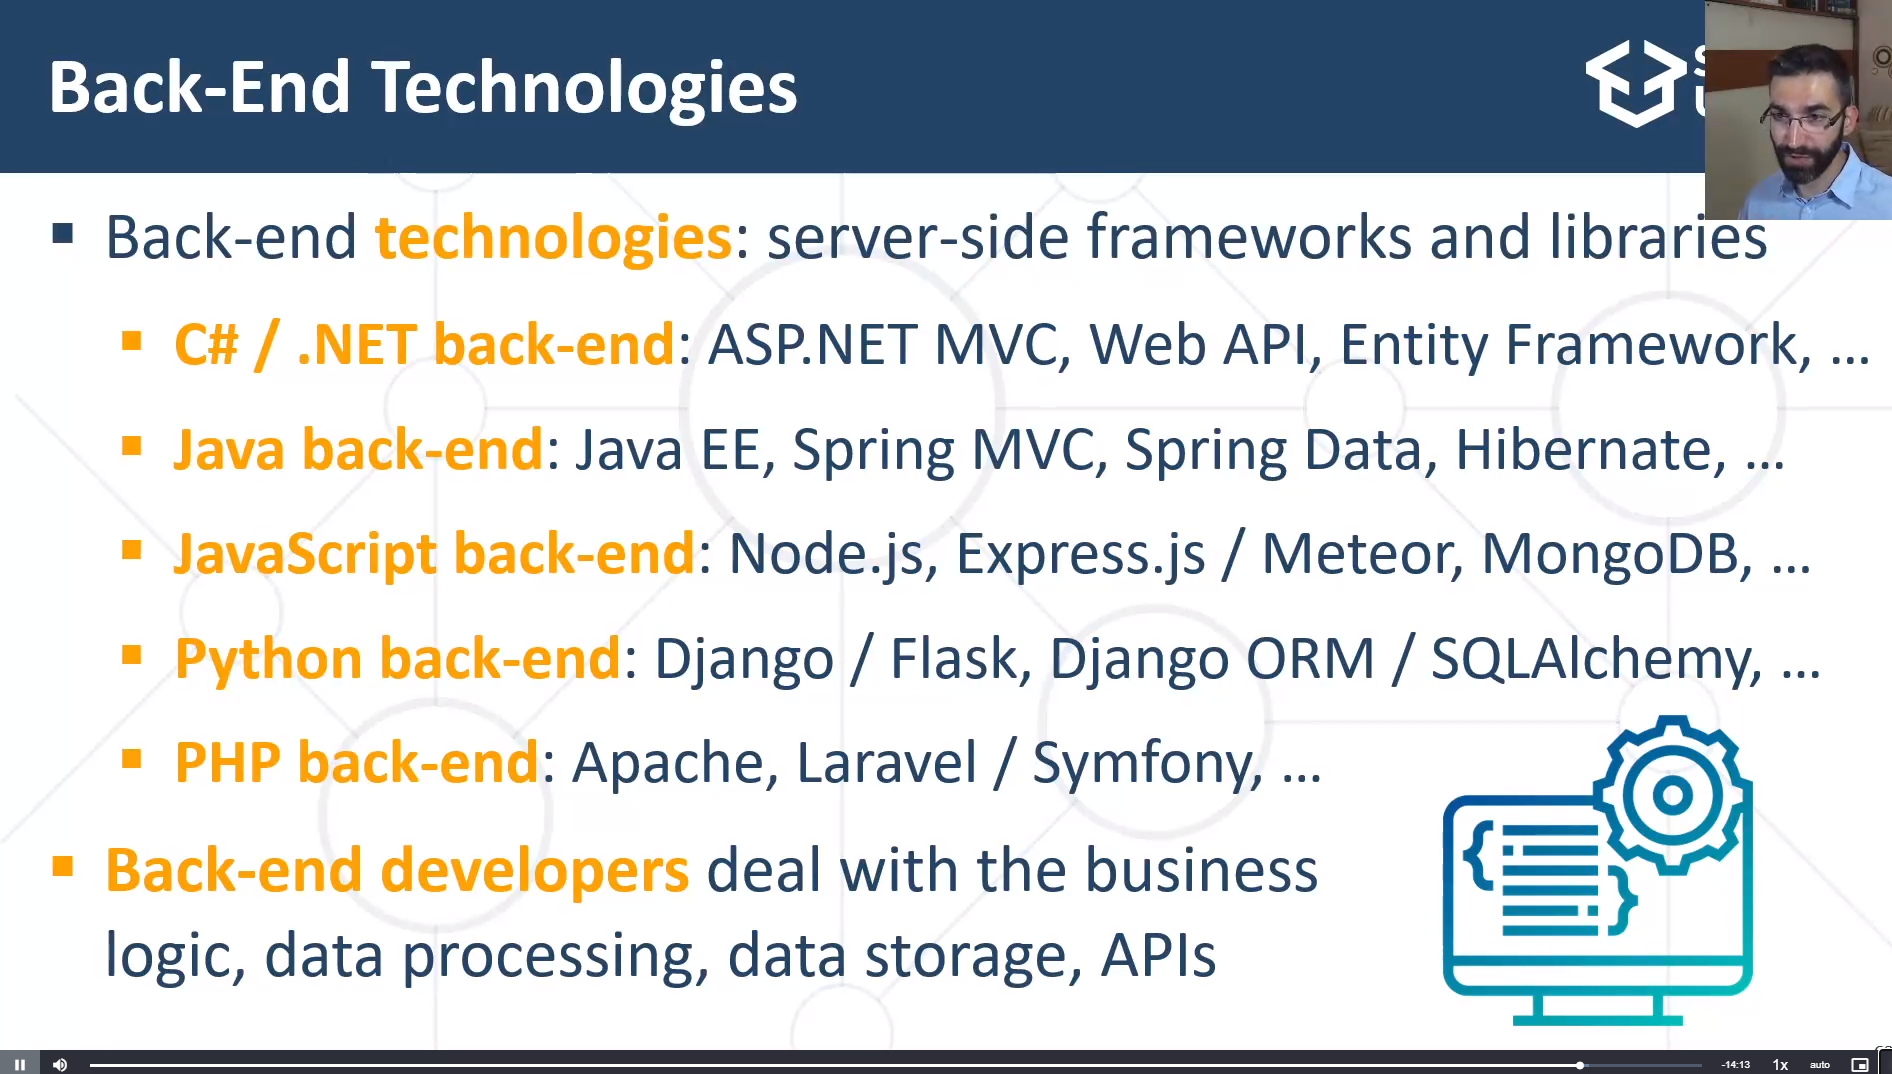 Back-End Technologies
Back-end technologies: server-side frameworks and libraries
C# / .NET back-end: ASP.NET MVC, Web API, Entity Framework, ...
Java back-end: Java EE, Spring MVC, Spring Data, Hibernate, ...
JavaScript back-end: Node.js, Express.js / Meteor, MongoDB, ...
Python back-end: Django / Flask, Django ORM / SQLAlchemy, ...
PHP back-end: Apache, Laravel / Symfony, ...
Back-end developers deal with the business
logic, data processing, data storage, APIs
-14:13 1x auto